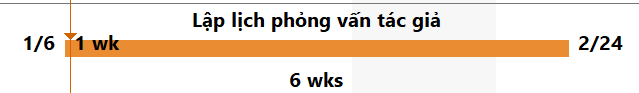 Lập lịch phỏng vấn tác giả
1/6 1 wk 2/24
6 wks